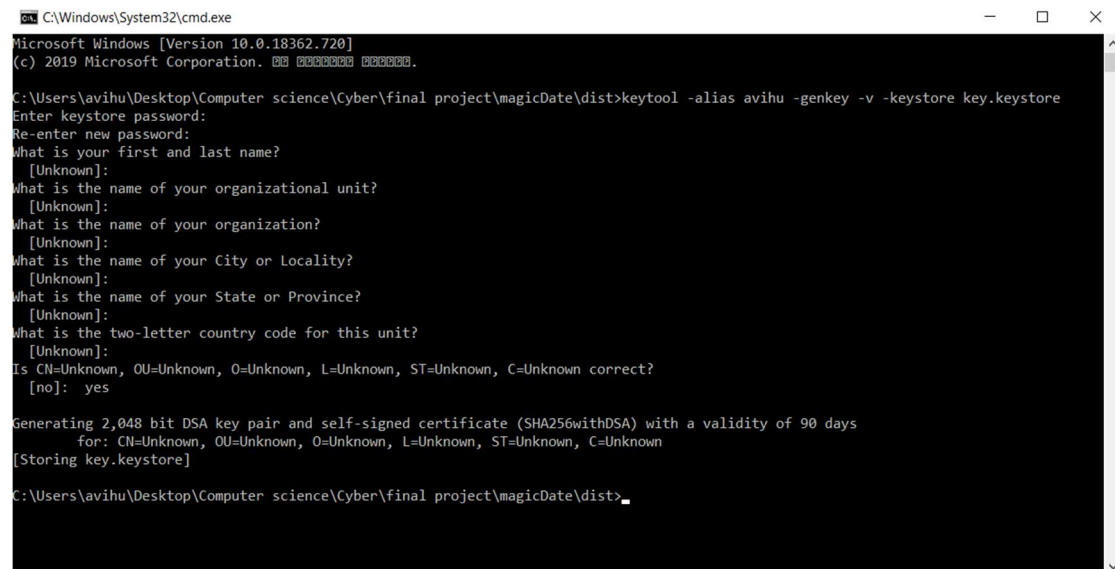 C:\Windows\System32\cmd.exe
Microsoft Windows [Version 10.0.18362.720]
(c) 2019 Microsoft Corporation.
C:\Users\avihu\Desktop\Computer science\Cyber\final project\magicDate\dist>keytool -alias avihu -genkey -v -keystore key.keystore
Enter keystore password:
Re-enter new password:
What is your first and last name?
  [Unknown]:
What is the name of your organizational unit?
  [Unknown]:
What is the name of your organization?
  [Unknown]:
What is the name of your City or Locality?
  [Unknown]:
What is the name of your State or Province?
  [Unknown]:
What is the two-letter country code for this unit?
  [Unknown]:
Is CN=Unknown, OU=Unknown, O=Unknown, L=Unknown, ST=Unknown, C=Unknown correct?
  [no]:  yes
Generating 2,048 bit DSA key pair and self-signed certificate (SHA256withDSA) with a validity of 90 days
        for: CN=Unknown, OU=Unknown, O=Unknown, L=Unknown, ST=Unknown, C=Unknown
[Storing key.keystore]
C:\Users\avihu\Desktop\Computer science\Cyber\final project\magicDate\dist>